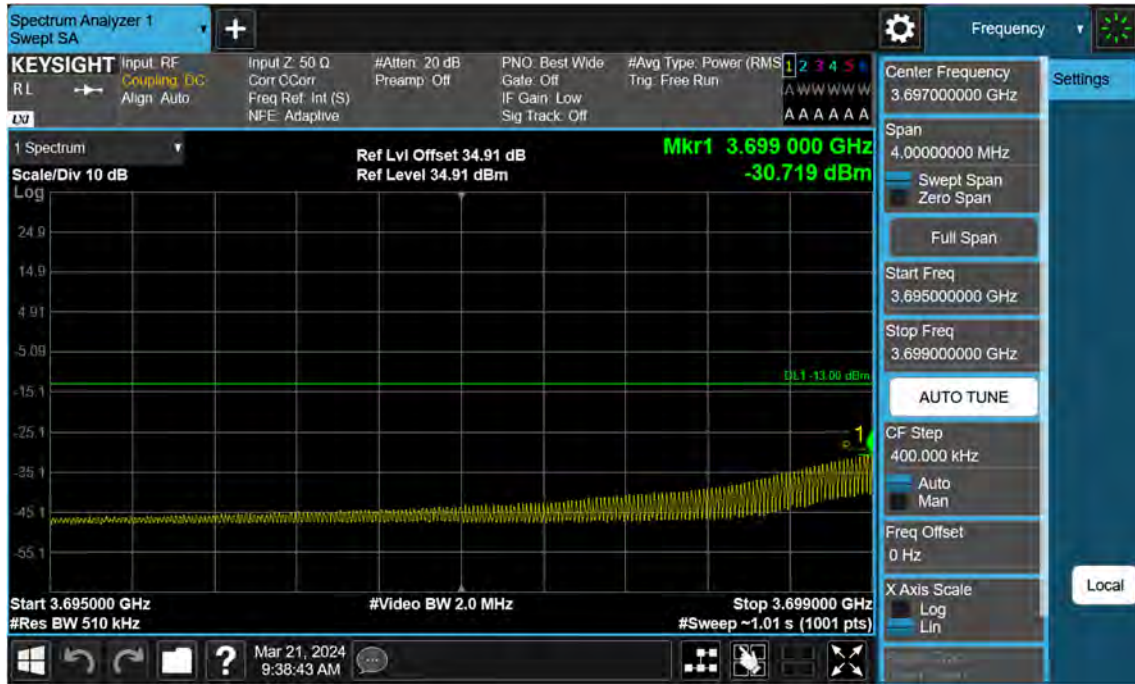 Spectrum Analyzer 1
Swept SA
Frequency
KEYSIGHT
R L
LXI
Input: RF
Coupling: DC
Align: Auto
Input Z: 50 Ω
Corr CCorr
Freq Ref: Int (S)
NFE: Adaptive
#Atten: 20 dB
Preamp: Off
PNO: Best Wide
Gate: Off
IF Gain: Low
Sig Track: Off
#Avg Type: Power (RMS
Trig: Free Run
1 2 3 4 5 6
A W W W W W
A A A A A A
1 Spectrum
Scale/Div 10 dB
Ref Lvl Offset 34.91 dB
Ref Level 34.91 dBm
Mkr1 3.699 000 GHz
-30.719 dBm
Log
24.9
14.9
4.91
-5.09
-15.1
-25.1
-35.1
-45.1
-55.1
DL1 -13.00 dBm
1
Start 3.695000 GHz
#Res BW 510 kHz
#Video BW 2.0 MHz
Stop 3.699000 GHz
#Sweep ~1.01 s (1001 pts)
Mar 21, 2024
9:38:43 AM
?
Center Frequency
3.697000000 GHz
Span
4.00000000 MHz
Swept Span
Zero Span
Full Span
Start Freq
3.695000000 GHz
Stop Freq
3.699000000 GHz
AUTO TUNE
CF Step
400.000 kHz
Auto
Man
Freq Offset
0 Hz
X Axis Scale
Log
Lin
Settings
Local